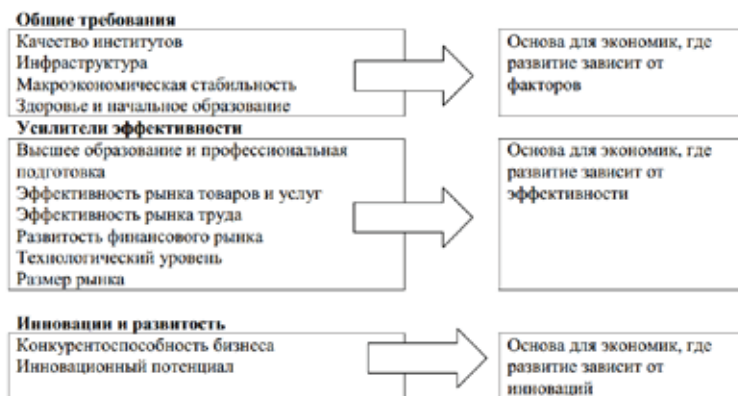 Общие требования
Качество институтов
Инфраструктура
Макроэкономическая стабильность
Здоровье и начальное образование
Основа для экономик, где
развитие зависит от
факторов
Усилители эффективности
Высшее образование и профессиональная
подготовка
Эффективность рынка товаров и услуг
Эффективность рынка труда
Развитость финансового рынка
Технологический уровень
Размер рынка
Основа для экономик, где
развитие зависит от
эффективности
Инновации и развитость
Конкурентоспособность бизнеса
Инновационный потенциал
Основа для экономик, где
развитие зависит от
инноваций